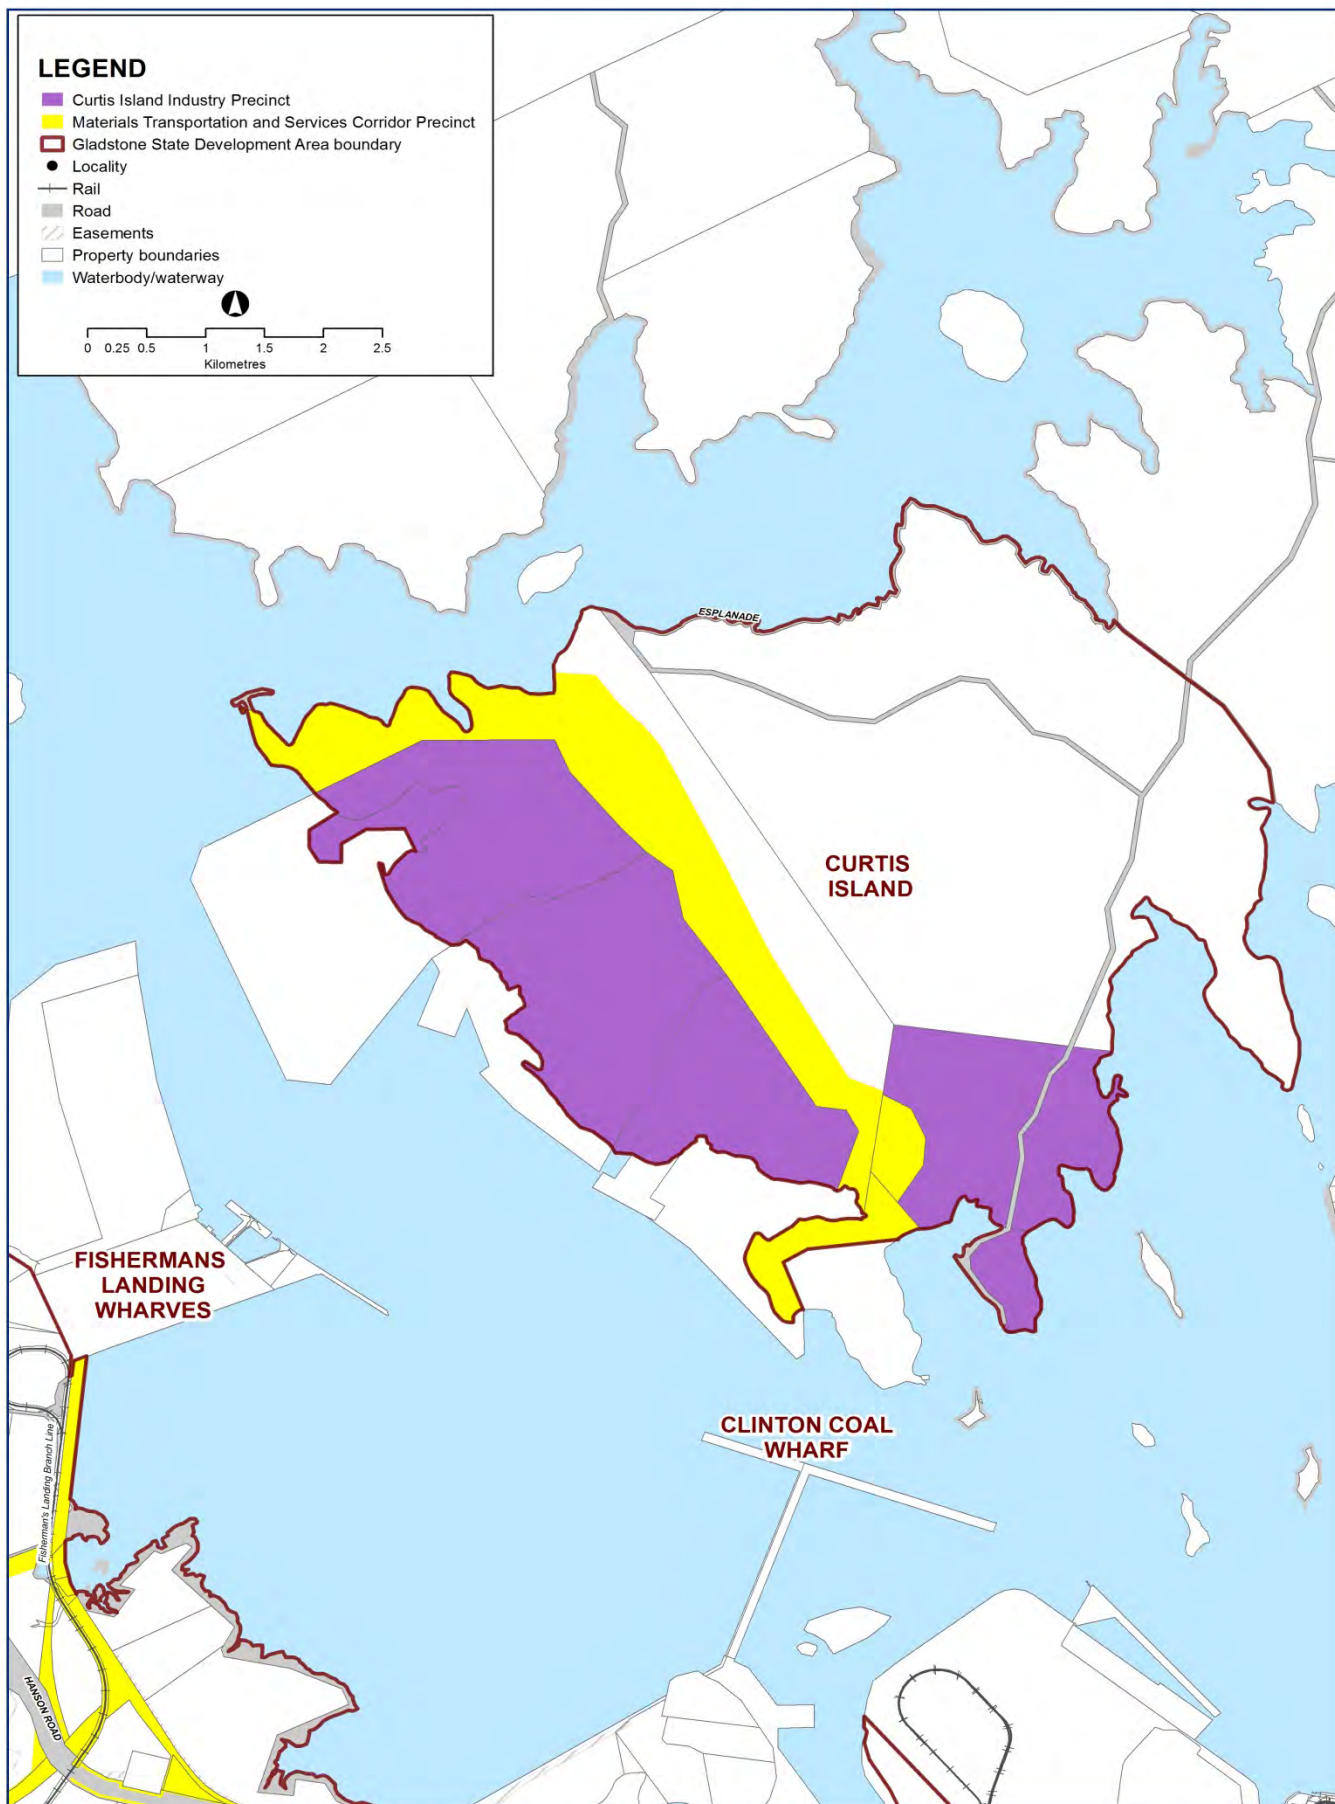 LEGEND
Curtis Island Industry Precinct
Materials Transportation and Services Corridor Precinct
Gladstone State Development Area boundary
Locality
Rail
Road
Easements
Property boundaries
Waterbody/waterway
0 0.25 0.5 1 1.5 2 2.5
Kilometres
ESPLANADE
CURTIS
ISLAND
FISHERMANS
LANDING
WHARVES
CLINTON COAL
WHARF
Fisherman's Landing Branch Line
HANSON ROAD